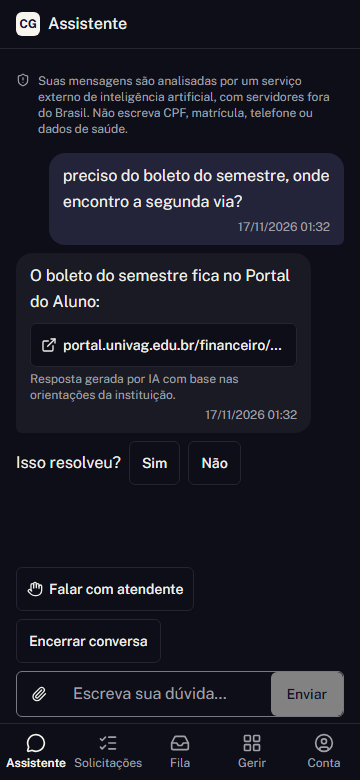 CG Assistente
Suas mensagens são analisadas por um serviço
externo de inteligência artificial, com servidores fora
do Brasil. Não escreva CPF, matrícula, telefone ou
dados de saúde.
preciso do boleto do semestre, onde
encontro a segunda via?
17/11/2026 01:32
O boleto do semestre fica no Portal
do Aluno:
portal.univag.edu.br/financeiro/...
Resposta gerada por IA com base nas
orientações da instituição.
17/11/2026 01:32
Isso resolveu? Sim Não
Falar com atendente
Encerrar conversa
Escreva sua dúvida... Enviar
Assistente Solicitações Fila Gerir Conta